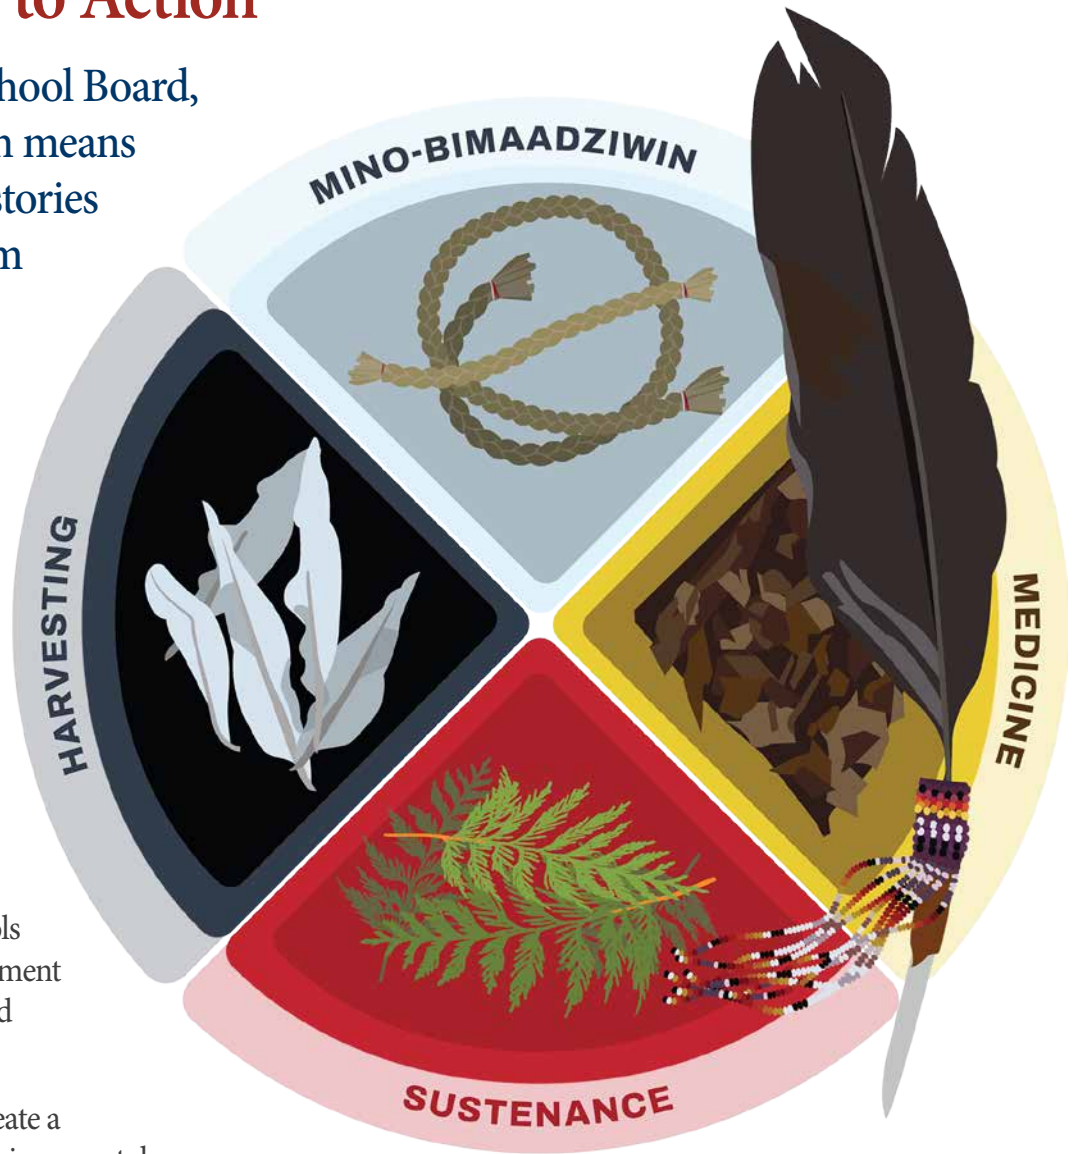 to Action
hool Board,
n means
stories
m
MINO-BIMAADZIWIN
HARVESTING
MEDICINE
SUSTENANCE
ols
ment
d
eate a